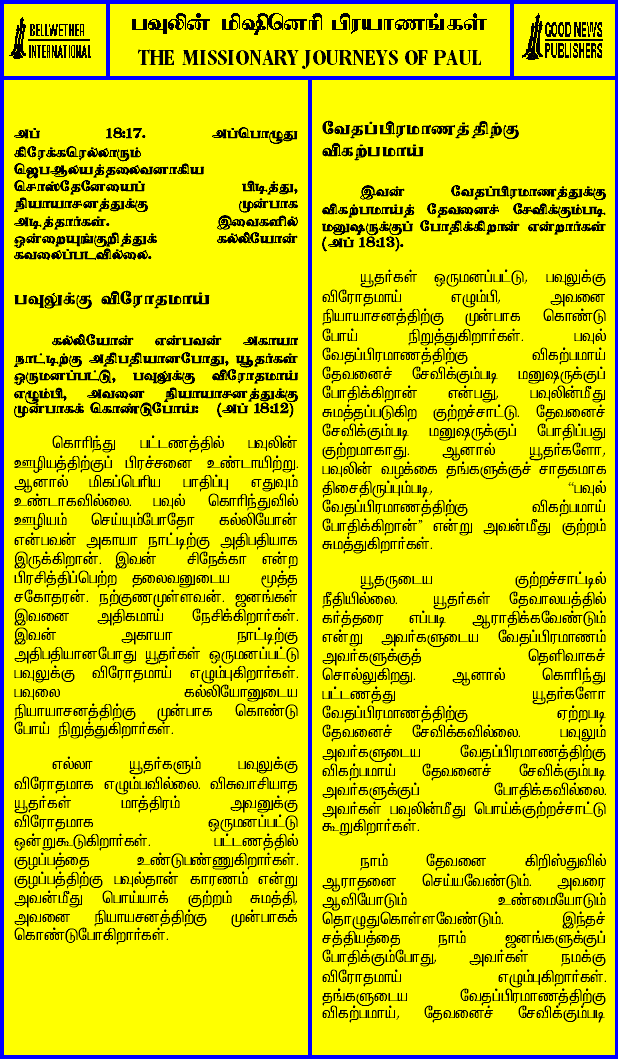 BELLWETHER
INTERNATIONAL
பவுலின் மிஷினெரி பிரயாணங்கள்
THE MISSIONARY JOURNEYS OF PAUL
GOOD NEWS
PUBLISHERS
அப் 18:17. அப்பொழுது
கிரேக்கரெல்லாரும்
ஜெபஆலயத்தலைவனாகிய
சொஸ்தேனேயைப் பிடித்து,
நியாயாசனத்துக்கு முன்பாக
அடித்தார்கள். இவைகளில்
ஒன்றையுங்குறித்துக் கல்லியோன்
கவலைப்படவில்லை.
பவுலுக்கு விரோதமாய்
கல்லியோன் என்பவன் அகாயா
நாட்டிற்கு அதிபதியானபோது, யூதர்கள்
ஒருமனப்பட்டு, பவுலுக்கு விரோதமாய்
எழும்பி, அவனை நியாயாசனத்துக்கு
முன்பாகக் கொண்டுபோய்: (அப் 18:12)
கொரிந்து பட்டணத்தில் பவுலின்
ஊழியத்திற்குப் பிரச்சனை உண்டாயிற்று.
ஆனால் மிகப்பெரிய பாதிப்பு எதுவும்
உண்டாகவில்லை. பவுல் கொரிந்துவில்
ஊழியம் செய்யும்போதோ கல்லியோன்
என்பவன் அகாயா நாட்டிற்கு அதிபதியாக
இருக்கிறான். இவன் சிநேக்கா என்ற
பிரசித்திப்பெற்ற தலைவனுடைய மூத்த
சகோதரன். நற்குணமுள்ளவன். ஜனங்கள்
இவனை அதிகமாய் நேசிக்கிறார்கள்.
இவன் அகாயா நாட்டிற்கு
அதிபதியானபோது யூதர்கள் ஒருமனப்பட்டு
பவுலுக்கு விரோதமாய் எழும்புகிறார்கள்.
பவுலை கல்லியோனுடைய
நியாயாசனத்திற்கு முன்பாக கொண்டு
போய் நிறுத்துகிறார்கள்.
எல்லா யூதர்களும் பவுலுக்கு
விரோதமாக எழும்பவில்லை. விசுவாசியாத
யூதர்கள் மாத்திரம் அவனுக்கு
விரோதமாக ஒருமனப்பட்டு
ஒன்றுகூடுகிறார்கள். பட்டணத்தில்
குழப்பத்தை உண்டுபண்ணுகிறார்கள்.
குழப்பத்திற்கு பவுல்தான் காரணம் என்று
அவன்மீது பொய்யாக் குற்றம் சுமத்தி,
அவனை நியாயசனத்திற்கு முன்பாகக்
கொண்டுபோகிறார்கள்.
வேதப்பிரமாணத்திற்கு
விகற்பமாய்
இவன் வேதப்பிரமாணத்துக்கு
விகற்பமாய்த் தேவனைச் சேவிக்கும்படி
மனுஷருக்குப் போதிக்கிறான் என்றார்கள்
(அப் 18:13).
யூதர்கள் ஒருமனப்பட்டு, பவுலுக்கு
விரோதமாய் எழும்பி, அவனை
நியாயாசனத்திற்கு முன்பாக கொண்டு
போய் நிறுத்துகிறார்கள். பவுல்
வேதப்பிரமாணத்திற்கு விகற்பமாய்
தேவனைச் சேவிக்கும்படி மனுஷருக்குப்
போதிக்கிறான் என்பது, பவுலின்மீது
சுமத்தப்படுகிற குற்றச்சாட்டு. தேவனைச்
சேவிக்கும்படி மனுஷருக்குப் போதிப்பது
குற்றமாகாது. ஆனால் யூதர்களோ,
பவுலின் வழக்கை தங்களுக்குச் சாதகமாக
திசைதிருப்பும்படி, “பவுல்
வேதப்பிரமாணத்திற்கு விகற்பமாய்
போதிக்கிறான்” என்று அவன்மீது குற்றம்
சுமத்துகிறார்கள்.
யூதருடைய குற்றச்சாட்டில்
நீதியில்லை. யூதர்கள் தேவாலயத்தில்
கர்த்தரை எப்படி ஆராதிக்கவேண்டும்
என்று அவர்களுடைய வேதப்பிரமாணம்
அவர்களுக்குத் தெளிவாகச்
சொல்லுகிறது. ஆனால் கொரிந்து
பட்டணத்து யூதர்களோ
வேதப்பிரமாணத்திற்கு ஏற்றபடி
தேவனைச் சேவிக்கவில்லை. பவுலும்
அவர்களுடைய வேதப்பிரமாணத்திற்கு
விகற்பமாய் தேவனைச் சேவிக்கும்படி
அவர்களுக்குப் போதிக்கவில்லை.
அவர்கள் பவுலின்மீது பொய்க்குற்றச்சாட்டு
கூறுகிறார்கள்.
நாம் தேவனை கிறிஸ்துவில்
ஆராதனை செய்யவேண்டும். அவரை
ஆவியோடும் உண்மையோடும்
தொழுதுகொள்ளவேண்டும். இந்தச்
சத்தியத்தை நாம் ஜனங்களுக்குப்
போதிக்கும்போது, அவர்கள் நமக்கு
விரோதமாய் எழும்புகிறார்கள்.
தங்களுடைய வேதப்பிரமாணத்திற்கு
விகற்பமாய், தேவனைச் சேவிக்கும்படி